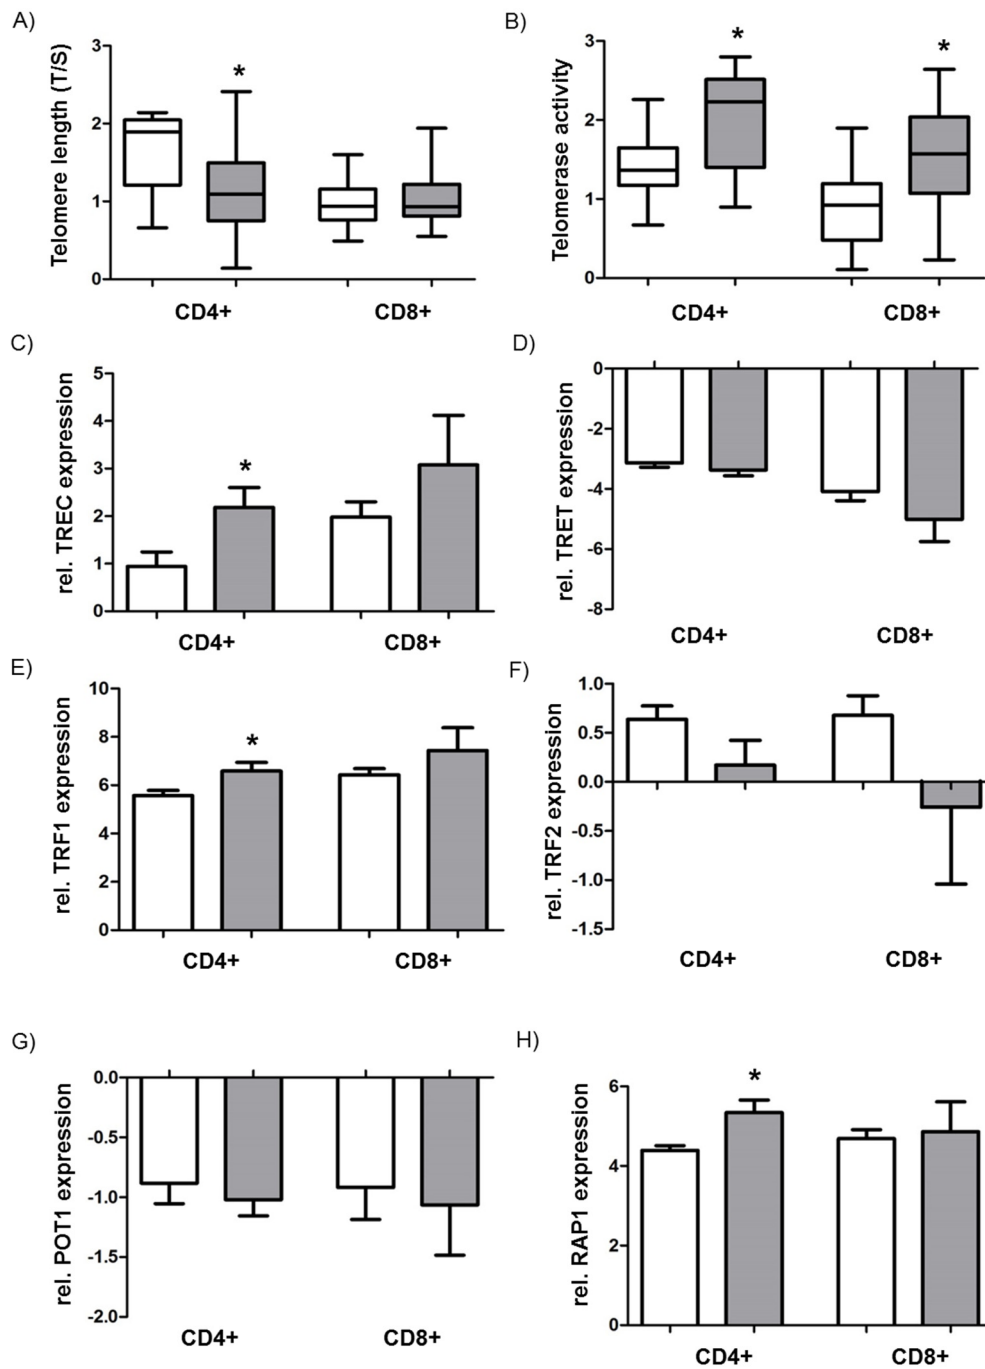 A)
Telomere length (T/S)
3
2
1
0
*
CD4+ CD8+
B)
Telomerase activity
3
2
1
0
* *
CD4+ CD8+
C)
rel. TREC expression
5
4
3
2
1
0
*
CD4+ CD8+
D)
rel. TRET expression
0
-2
-4
-6
-8
CD4+ CD8+
E)
rel. TRF1 expression
10
8
6
4
2
0
*
CD4+ CD8+
F)
rel. TRF2 expression
1.0
0.5
0.0
-0.5
-1.0
-1.5
CD4+ CD8+
G)
rel. POT1 expression
0.0
-0.5
-1.0
-1.5
-2.0
CD4+ CD8+
H)
rel. RAP1 expression
6
4
2
0
*
CD4+ CD8+